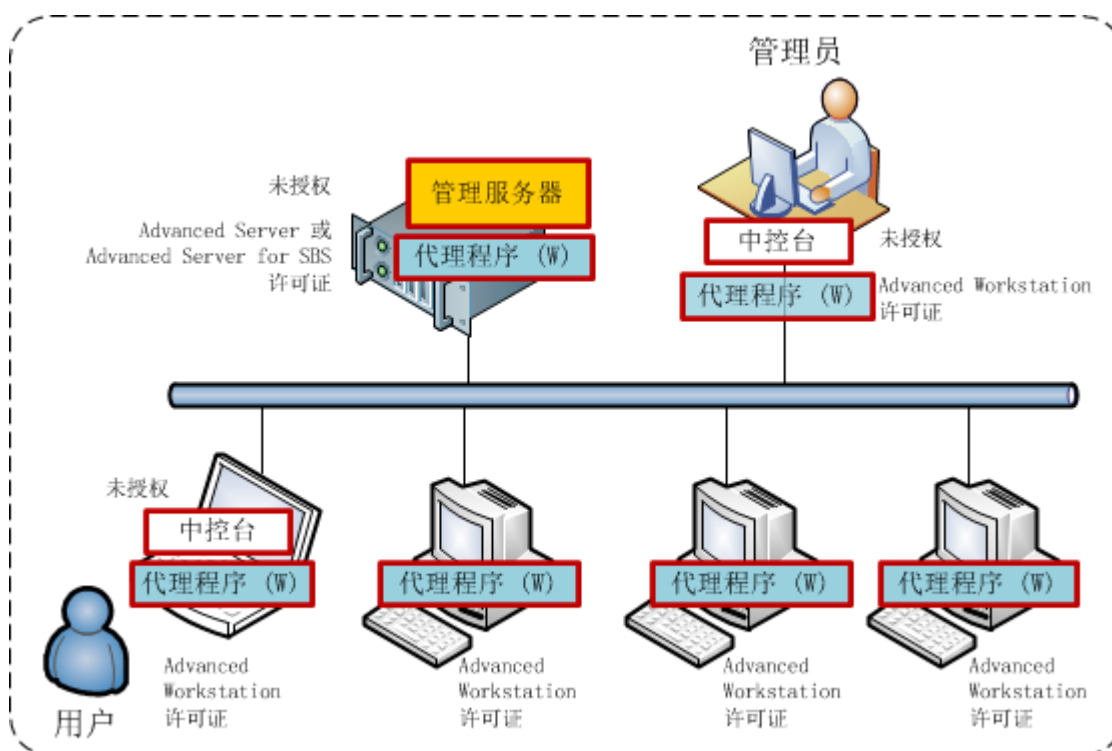 管理员
未授权
管理服务器
Advanced Server 或
Advanced Server for SBS
许可证
代理程序 (W)
中控台
未授权
代理程序 (W)
Advanced Workstation
许可证
未授权
中控台
代理程序 (W)
代理程序 (W)
代理程序 (W)
代理程序 (W)
用户
Advanced
Workstation
许可证
Advanced
Workstation
许可证
Advanced
Workstation
许可证
Advanced
Workstation
许可证